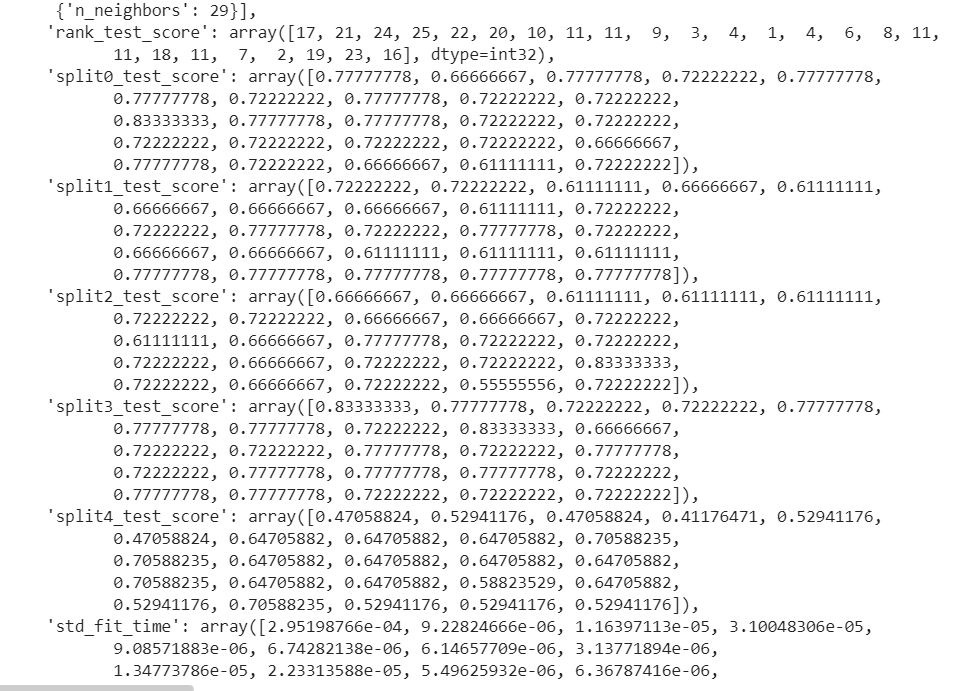 {'n_neighbors': 29}],
'rank_test_score': array([17, 21, 24, 25, 22, 20, 10, 11, 11,  9,  3,  4,  1,  4,  6,  8, 11,
11, 18, 11,  7,  2, 19, 23, 16], dtype=int32),
'split0_test_score': array([0.77777778, 0.66666667, 0.77777778, 0.72222222, 0.77777778,
0.77777778, 0.72222222, 0.77777778, 0.72222222, 0.72222222,
0.83333333, 0.77777778, 0.77777778, 0.72222222, 0.72222222,
0.72222222, 0.72222222, 0.72222222, 0.72222222, 0.66666667,
0.77777778, 0.72222222, 0.66666667, 0.61111111, 0.72222222]),
'split1_test_score': array([0.72222222, 0.72222222, 0.61111111, 0.66666667, 0.61111111,
0.66666667, 0.66666667, 0.66666667, 0.61111111, 0.72222222,
0.72222222, 0.77777778, 0.72222222, 0.77777778, 0.72222222,
0.66666667, 0.66666667, 0.61111111, 0.61111111, 0.61111111,
0.77777778, 0.77777778, 0.77777778, 0.77777778, 0.77777778]),
'split2_test_score': array([0.66666667, 0.66666667, 0.61111111, 0.61111111, 0.61111111,
0.72222222, 0.72222222, 0.66666667, 0.66666667, 0.72222222,
0.61111111, 0.66666667, 0.77777778, 0.72222222, 0.72222222,
0.72222222, 0.66666667, 0.72222222, 0.72222222, 0.83333333,
0.72222222, 0.66666667, 0.72222222, 0.55555556, 0.72222222]),
'split3_test_score': array([0.83333333, 0.77777778, 0.72222222, 0.72222222, 0.77777778,
0.77777778, 0.77777778, 0.72222222, 0.83333333, 0.66666667,
0.72222222, 0.72222222, 0.77777778, 0.72222222, 0.77777778,
0.72222222, 0.77777778, 0.77777778, 0.77777778, 0.72222222,
0.77777778, 0.77777778, 0.72222222, 0.72222222, 0.72222222]),
'split4_test_score': array([0.47058824, 0.52941176, 0.47058824, 0.41176471, 0.52941176,
0.47058824, 0.64705882, 0.64705882, 0.64705882, 0.70588235,
0.70588235, 0.64705882, 0.64705882, 0.64705882, 0.64705882,
0.70588235, 0.64705882, 0.64705882, 0.58823529, 0.64705882,
0.52941176, 0.70588235, 0.52941176, 0.52941176, 0.52941176]),
'std_fit_time': array([2.95198766e-04, 9.22824666e-06, 1.16397113e-05, 3.10048306e-05,
9.08571883e-06, 6.74282138e-06, 6.14657709e-06, 3.13771894e-06,
1.34773786e-05, 2.23313588e-05, 5.49625932e-06, 6.36787416e-06,